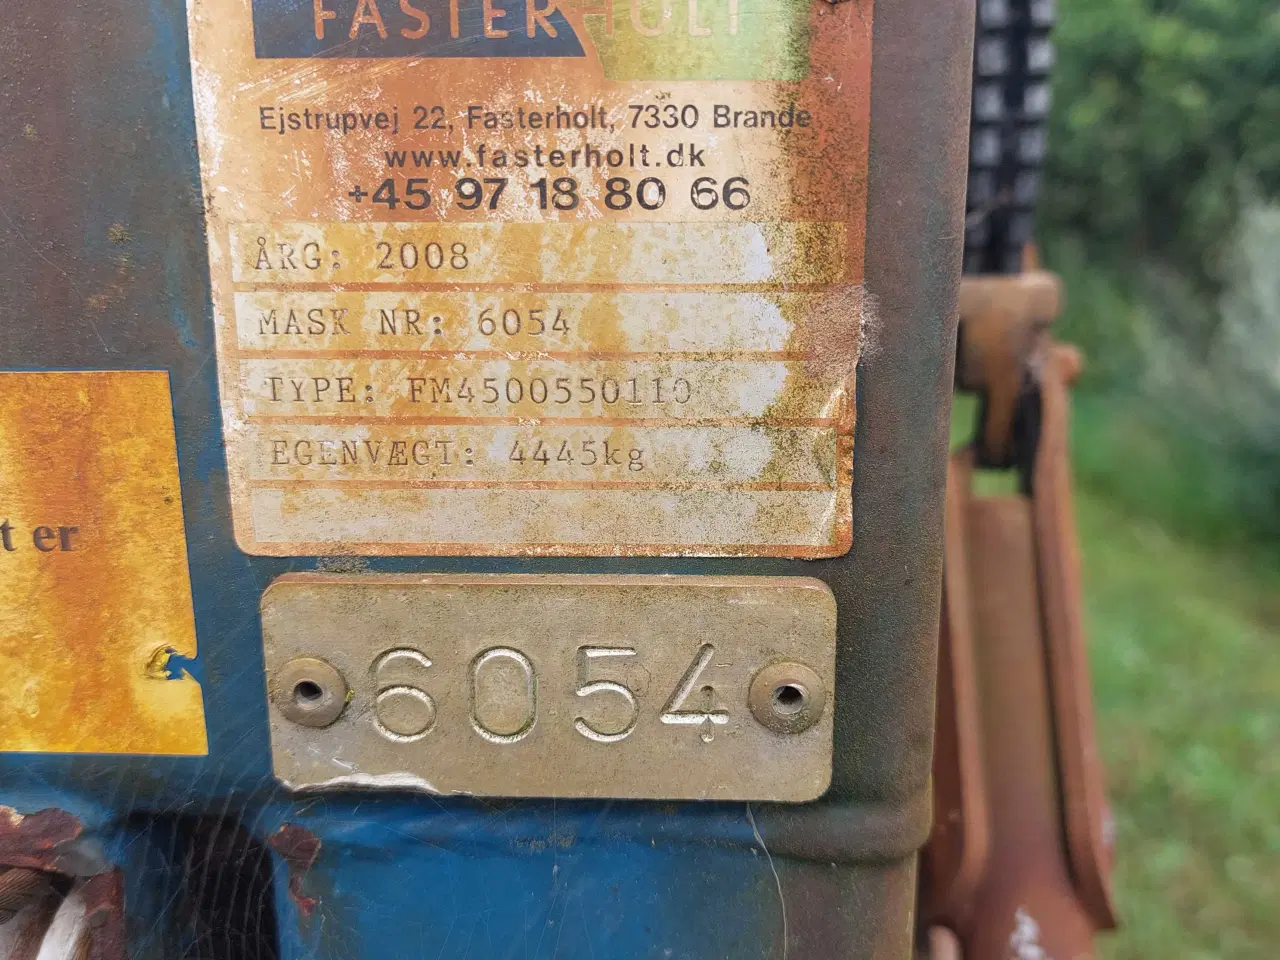 FASTERHOLT
Ejstrupvej 22, Fasterholt, 7330 Brande
www.fasterholt.dk
+45 97 18 80 66
ÅRG: 2008
MASK NR: 6054
TYPE: FM4500550110
EGENVÆGT: 4445kg
t er
6054